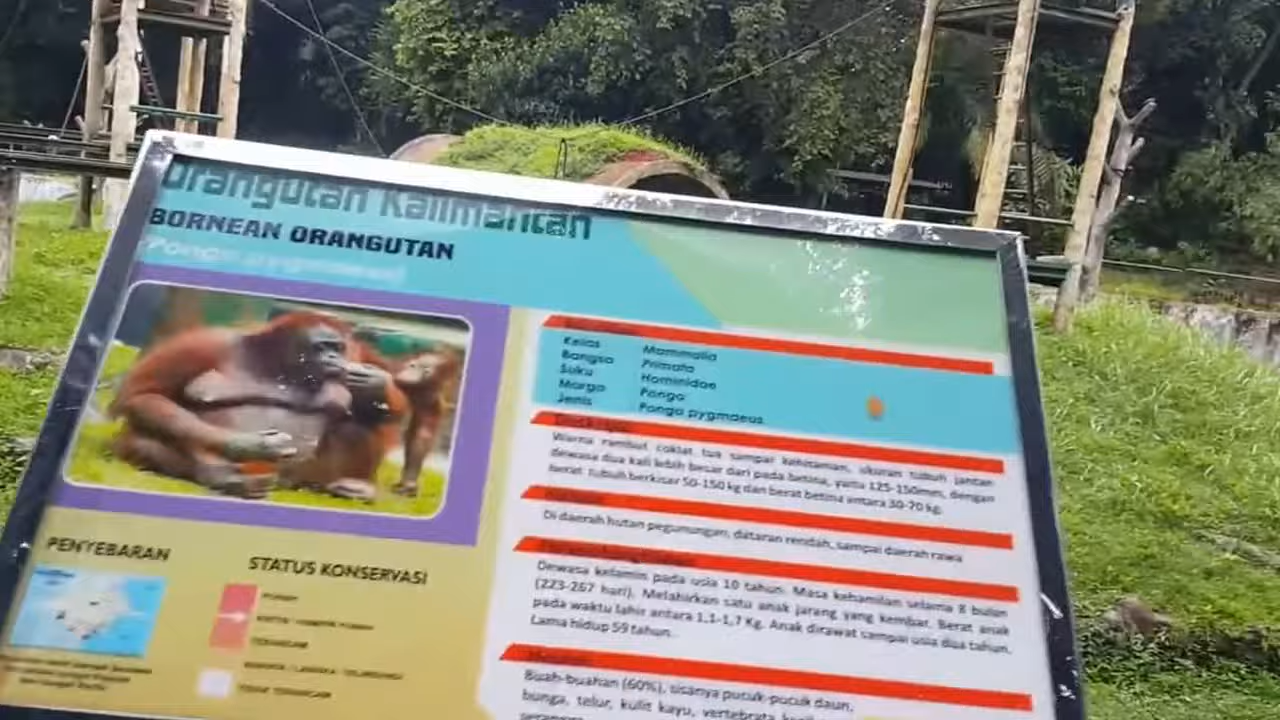 Orangutan Kalimantan
BORNEAN ORANGUTAN
Pongo pygmaeus
Kelas Mammalia
Bangsa Primata
Suku Hominidae
Marga Pongo
Jenis Pongo pygmaeus
Warna rambut coklat tua sampai kehitaman, ukuran tubuh jantan
dewasa dua kali lebih besar dari pada betina, yaitu 125-150mm, dengan
berat tubuh berkisar 50-150 kg dan berat betina antara 30-70 kg.
Di daerah hutan pegunungan, dataran rendah, sampai daerah rawa
Dewasa kelamin pada usia 10 tahun. Masa kehamilan selama 8 bulan
(223-267 hari). Melahirkan satu anak jarang yang kembar. Berat anak
pada waktu lahir antara 1,1-1,7 Kg. Anak dirawat sampai usia dua tahun.
Lama hidup 59 tahun.
Buah-buahan (60%), sisanya pucuk-pucuk daun,
bunga, telur, kulit kayu, vertebrata
PENYEBARAN
STATUS KONSERVASI